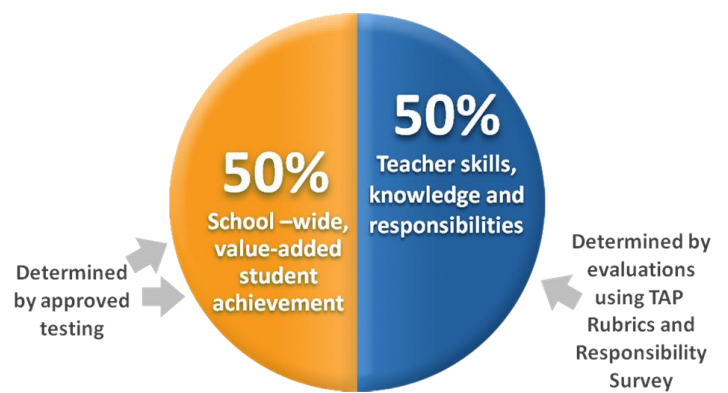 50%
School –wide,
value-added
student
achievement
50%
Teacher skills,
knowledge and
responsibilities
Determined
by approved
testing
Determined by
evaluations
using TAP
Rubrics and
Responsibility
Survey